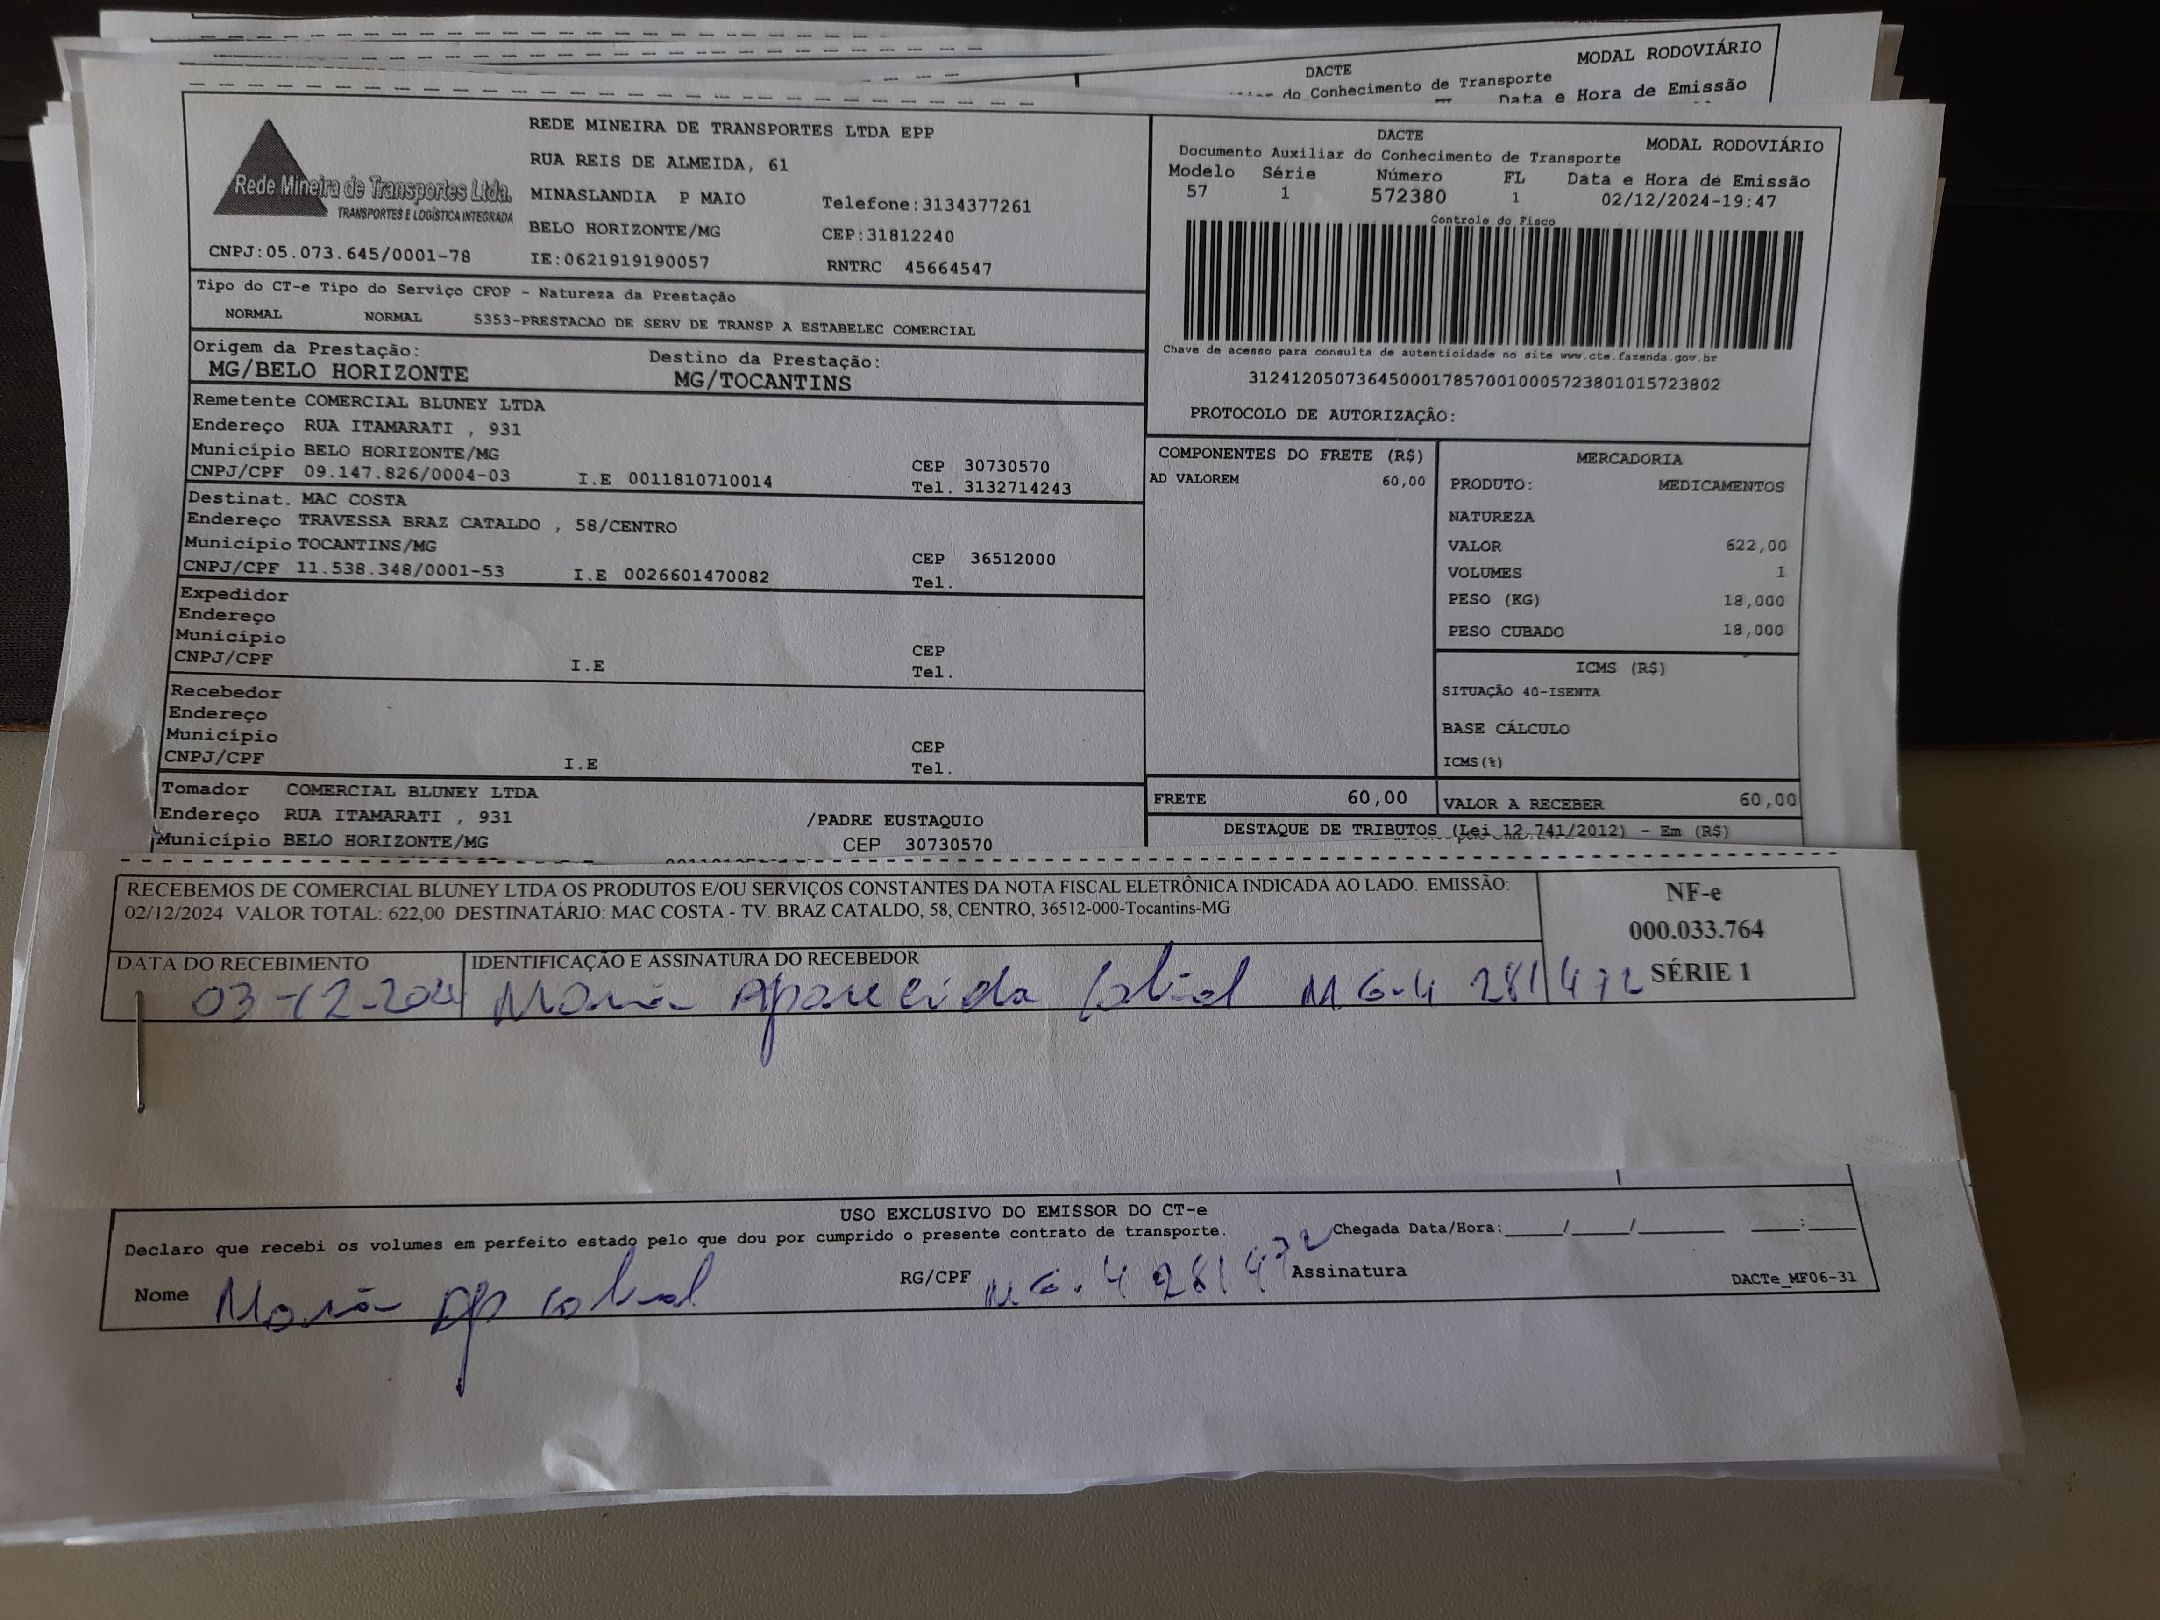 MODAL RODOVIÁRIO
DACTE
do Conhecimento de Transporte
Data e Hora de Emissão
Rede Mineira de Transportes Ltda.
TRANSPORTES E LOGÍSTICA INTEGRADA
CNPJ:05.073.645/0001-78
REDE MINEIRA DE TRANSPORTES LTDA EPP
RUA REIS DE ALMEIDA, 61
MINASLANDIA P MAIO Telefone:3134377261
BELO HORIZONTE/MG CEP:31812240
IE:0621919190057 RNTRC 45664547
DACTE MODAL RODOVIÁRIO
Documento Auxiliar do Conhecimento de Transporte
Modelo Série Número FL Data e Hora de Emissão
57 1 572380 1 02/12/2024-19:47
Controle do Fisco
Chave de acesso para consulta de autenticidade no site www.cte.fazenda.gov.br
31241205073645000178570010005723801015723802
PROTOCOLO DE AUTORIZAÇÃO:
Tipo do CT-e Tipo do Serviço CFOP - Natureza da Prestação
NORMAL NORMAL 5353-PRESTACAO DE SERV DE TRANSP A ESTABELEC COMERCIAL
Origem da Prestação: Destino da Prestação:
MG/BELO HORIZONTE MG/TOCANTINS
Remetente COMERCIAL BLUNEY LTDA
Endereço RUA ITAMARATI , 931
Município BELO HORIZONTE/MG CEP 30730570
CNPJ/CPF 09.147.826/0004-03 I.E 0011810710014 Tel. 3132714243
Destinat. MAC COSTA
Endereço TRAVESSA BRAZ CATALDO , 58/CENTRO
Município TOCANTINS/MG CEP 36512000
CNPJ/CPF 11.538.348/0001-53 I.E 0026601470082 Tel.
Expedidor
Endereço
Município CEP
CNPJ/CPF I.E Tel.
Recebedor
Endereço
Município CEP
CNPJ/CPF I.E Tel.
Tomador COMERCIAL BLUNEY LTDA
Endereço RUA ITAMARATI , 931 /PADRE EUSTAQUIO
Município BELO HORIZONTE/MG CEP 30730570
COMPONENTES DO FRETE (R$)
AD VALOREM 60,00
MERCADORIA
PRODUTO: MEDICAMENTOS
NATUREZA
VALOR 622,00
VOLUMES 1
PESO (KG) 18,000
PESO CUBADO 18,000
ICMS (R$)
SITUAÇÃO 40-ISENTA
BASE CÁLCULO
ICMS(%)
FRETE 60,00 VALOR A RECEBER 60,00
DESTAQUE DE TRIBUTOS (Lei 12.741/2012) - Em (R$)
RECEBEMOS DE COMERCIAL BLUNEY LTDA OS PRODUTOS E/OU SERVIÇOS CONSTANTES DA NOTA FISCAL ELETRÔNICA INDICADA AO LADO. EMISSÃO:
02/12/2024 VALOR TOTAL: 622,00 DESTINATÁRIO: MAC COSTA - TV. BRAZ CATALDO, 58, CENTRO, 36512-000-Tocantins-MG
NF-e
000.033.764
SÉRIE 1
DATA DO RECEBIMENTO IDENTIFICAÇÃO E ASSINATURA DO RECEBEDOR
03-12-2024 Maria Aparecida MG-4 281 472
USO EXCLUSIVO DO EMISSOR DO CT-e
Declaro que recebi os volumes em perfeito estado pelo que dou por cumprido o presente contrato de transporte. Chegada Data/Hora:____/____/______ ___:___
Nome Maria Ap RG/CPF MG.4 281472 Assinatura DACTe_MF06-31